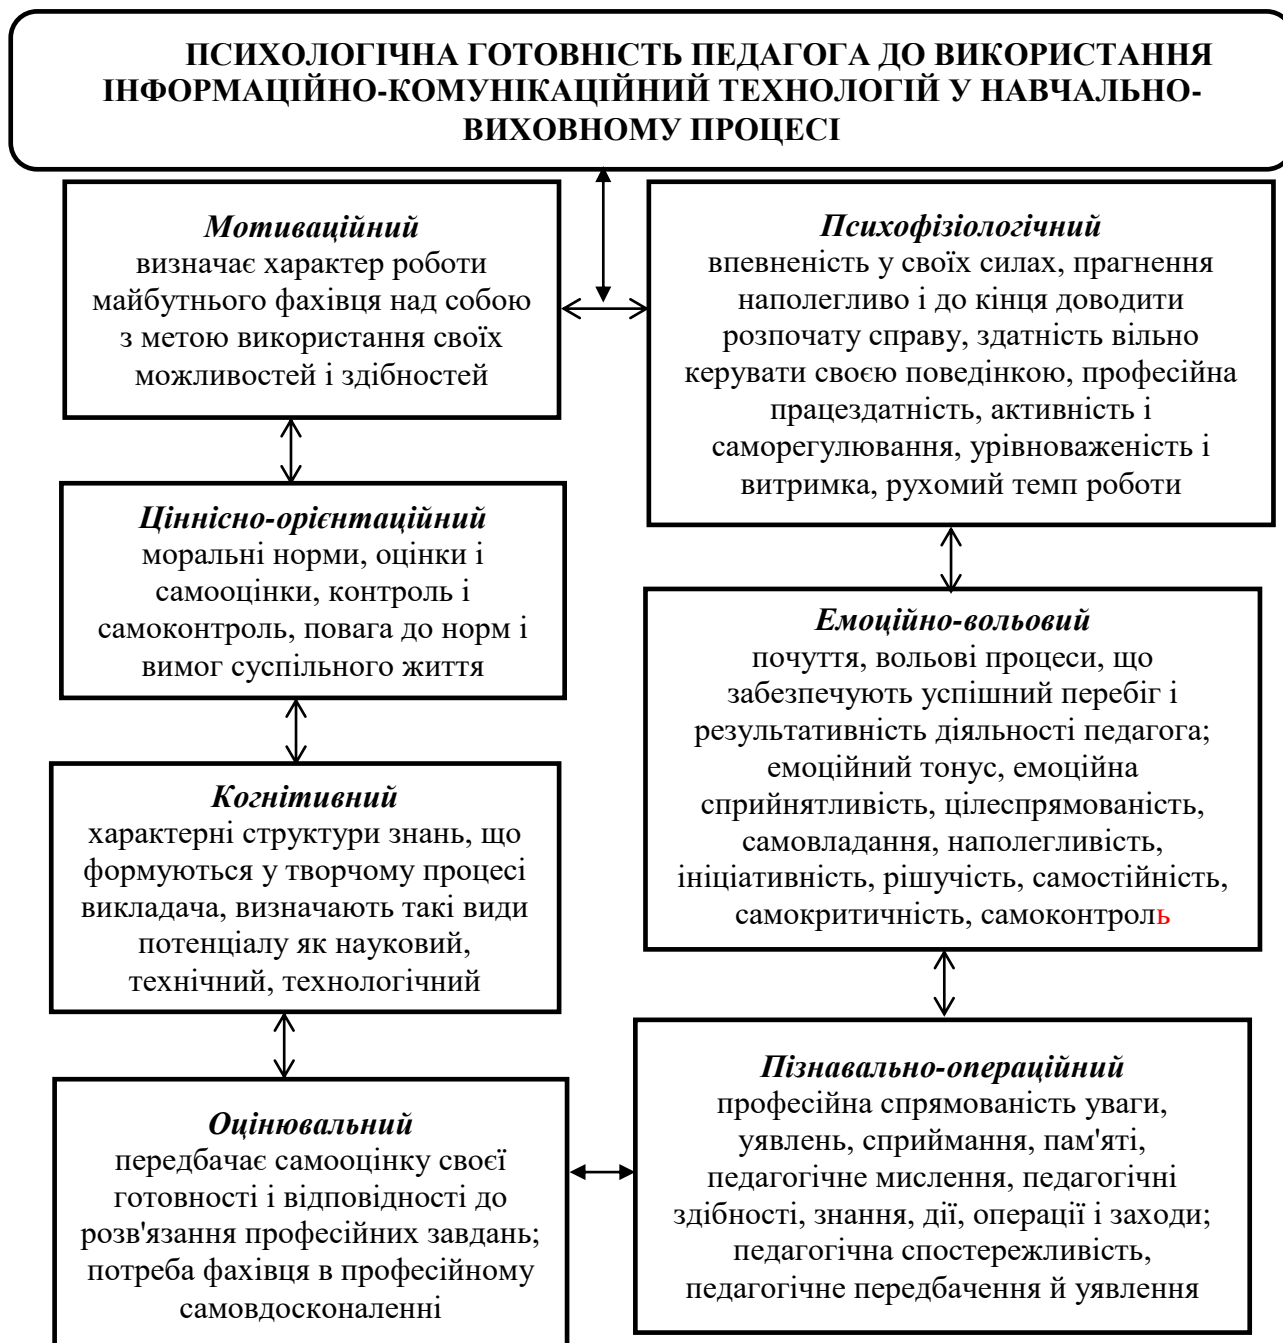 ПСИХОЛОГІЧНА ГОТОВНІСТЬ ПЕДАГОГА ДО ВИКОРИСТАННЯ
ІНФОРМАЦІЙНО-КОМУНІКАЦІЙНИЙ ТЕХНОЛОГІЙ У НАВЧАЛЬНО-
ВИХОВНОМУ ПРОЦЕСІ
Мотиваційний
визначає характер роботи
майбутнього фахівця над собою
з метою використання своїх
можливостей і здібностей
Психофізіологічний
впевненість у своїх силах, прагнення
наполегливо і до кінця доводити
розпочату справу, здатність вільно
керувати своєю поведінкою, професійна
працездатність, активність і
саморегулювання, урівноваженість і
витримка, рухомий темп роботи
Ціннісно-орієнтаційний
моральні норми, оцінки і
самооцінки, контроль і
самоконтроль, повага до норм і
вимог суспільного життя
Емоційно-вольовий
почуття, вольові процеси, що
забезпечують успішний перебіг і
результативність діяльності педагога;
емоційний тонус, емоційна
сприйнятливість, цілеспрямованість,
самовладання, наполегливість,
ініціативність, рішучість, самостійність,
самокритичність, самоконтроль
Когнітивний
характерні структури знань, що
формуються у творчому процесі
викладача, визначають такі види
потенціалу як науковий,
технічний, технологічний
Пізнавально-операційний
професійна спрямованість уваги,
уявлень, сприймання, пам'яті,
педагогічне мислення, педагогічні
здібності, знання, дії, операції і заходи;
педагогічна спостережливість,
педагогічне передбачення й уявлення
Оцінювальний
передбачає самооцінку своєї
готовності і відповідності до
розв'язання професійних завдань;
потреба фахівця в професійному
самовдосконаленні